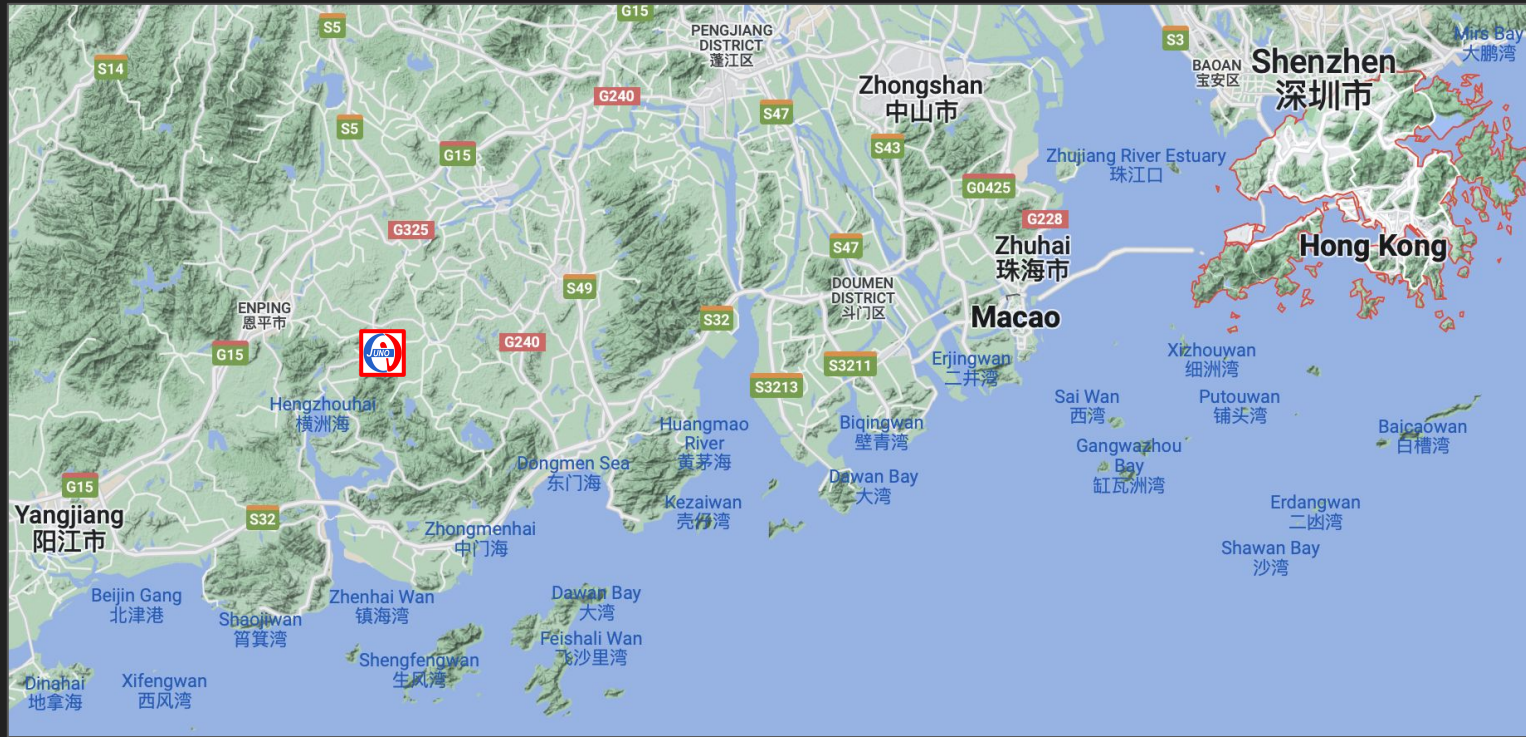 G15
S5
PENGJIANG
DISTRICT
蓬江区
S3
Mirs Bay
大鹏湾
S14
BAOAN
宝安区
Shenzhen
深圳市
Zhongshan
中山市
G240
S47
S5
G15
S43
Zhujiang River Estuary
珠江口
G0425
G325
G228
S47
Zhuhai
珠海市
Hong Kong
S49
DOUMEN
DISTRICT
斗门区
ENPING
恩平市
S32
Macao
JUNO
G15
G240
S3211
S3213
Erjingwan
二井湾
Xizhouwan
细洲湾
Hengzhouhai
横洲海
Sai Wan
西湾
Putouwan
铺头湾
Huangmao
River
黄茅海
Biqingwan
壁青湾
Baicaowan
白槽湾
Gangwazhou
Bay
缸瓦洲湾
Dongmen Sea
东门海
Dawan Bay
大湾
G15
Kezaiwan
壳仔湾
Erdangwan
二凼湾
Yangjiang
阳江市
S32
Zhongmenhai
中门海
Shawan Bay
沙湾
Beijin Gang
北津港
Zhenhai Wan
镇海湾
Dawan Bay
大湾
Shaojiwan
筲箕湾
Feishali Wan
飞沙里湾
Shengfengwan
生风湾
Dinahai
地拿海
Xifengwan
西风湾